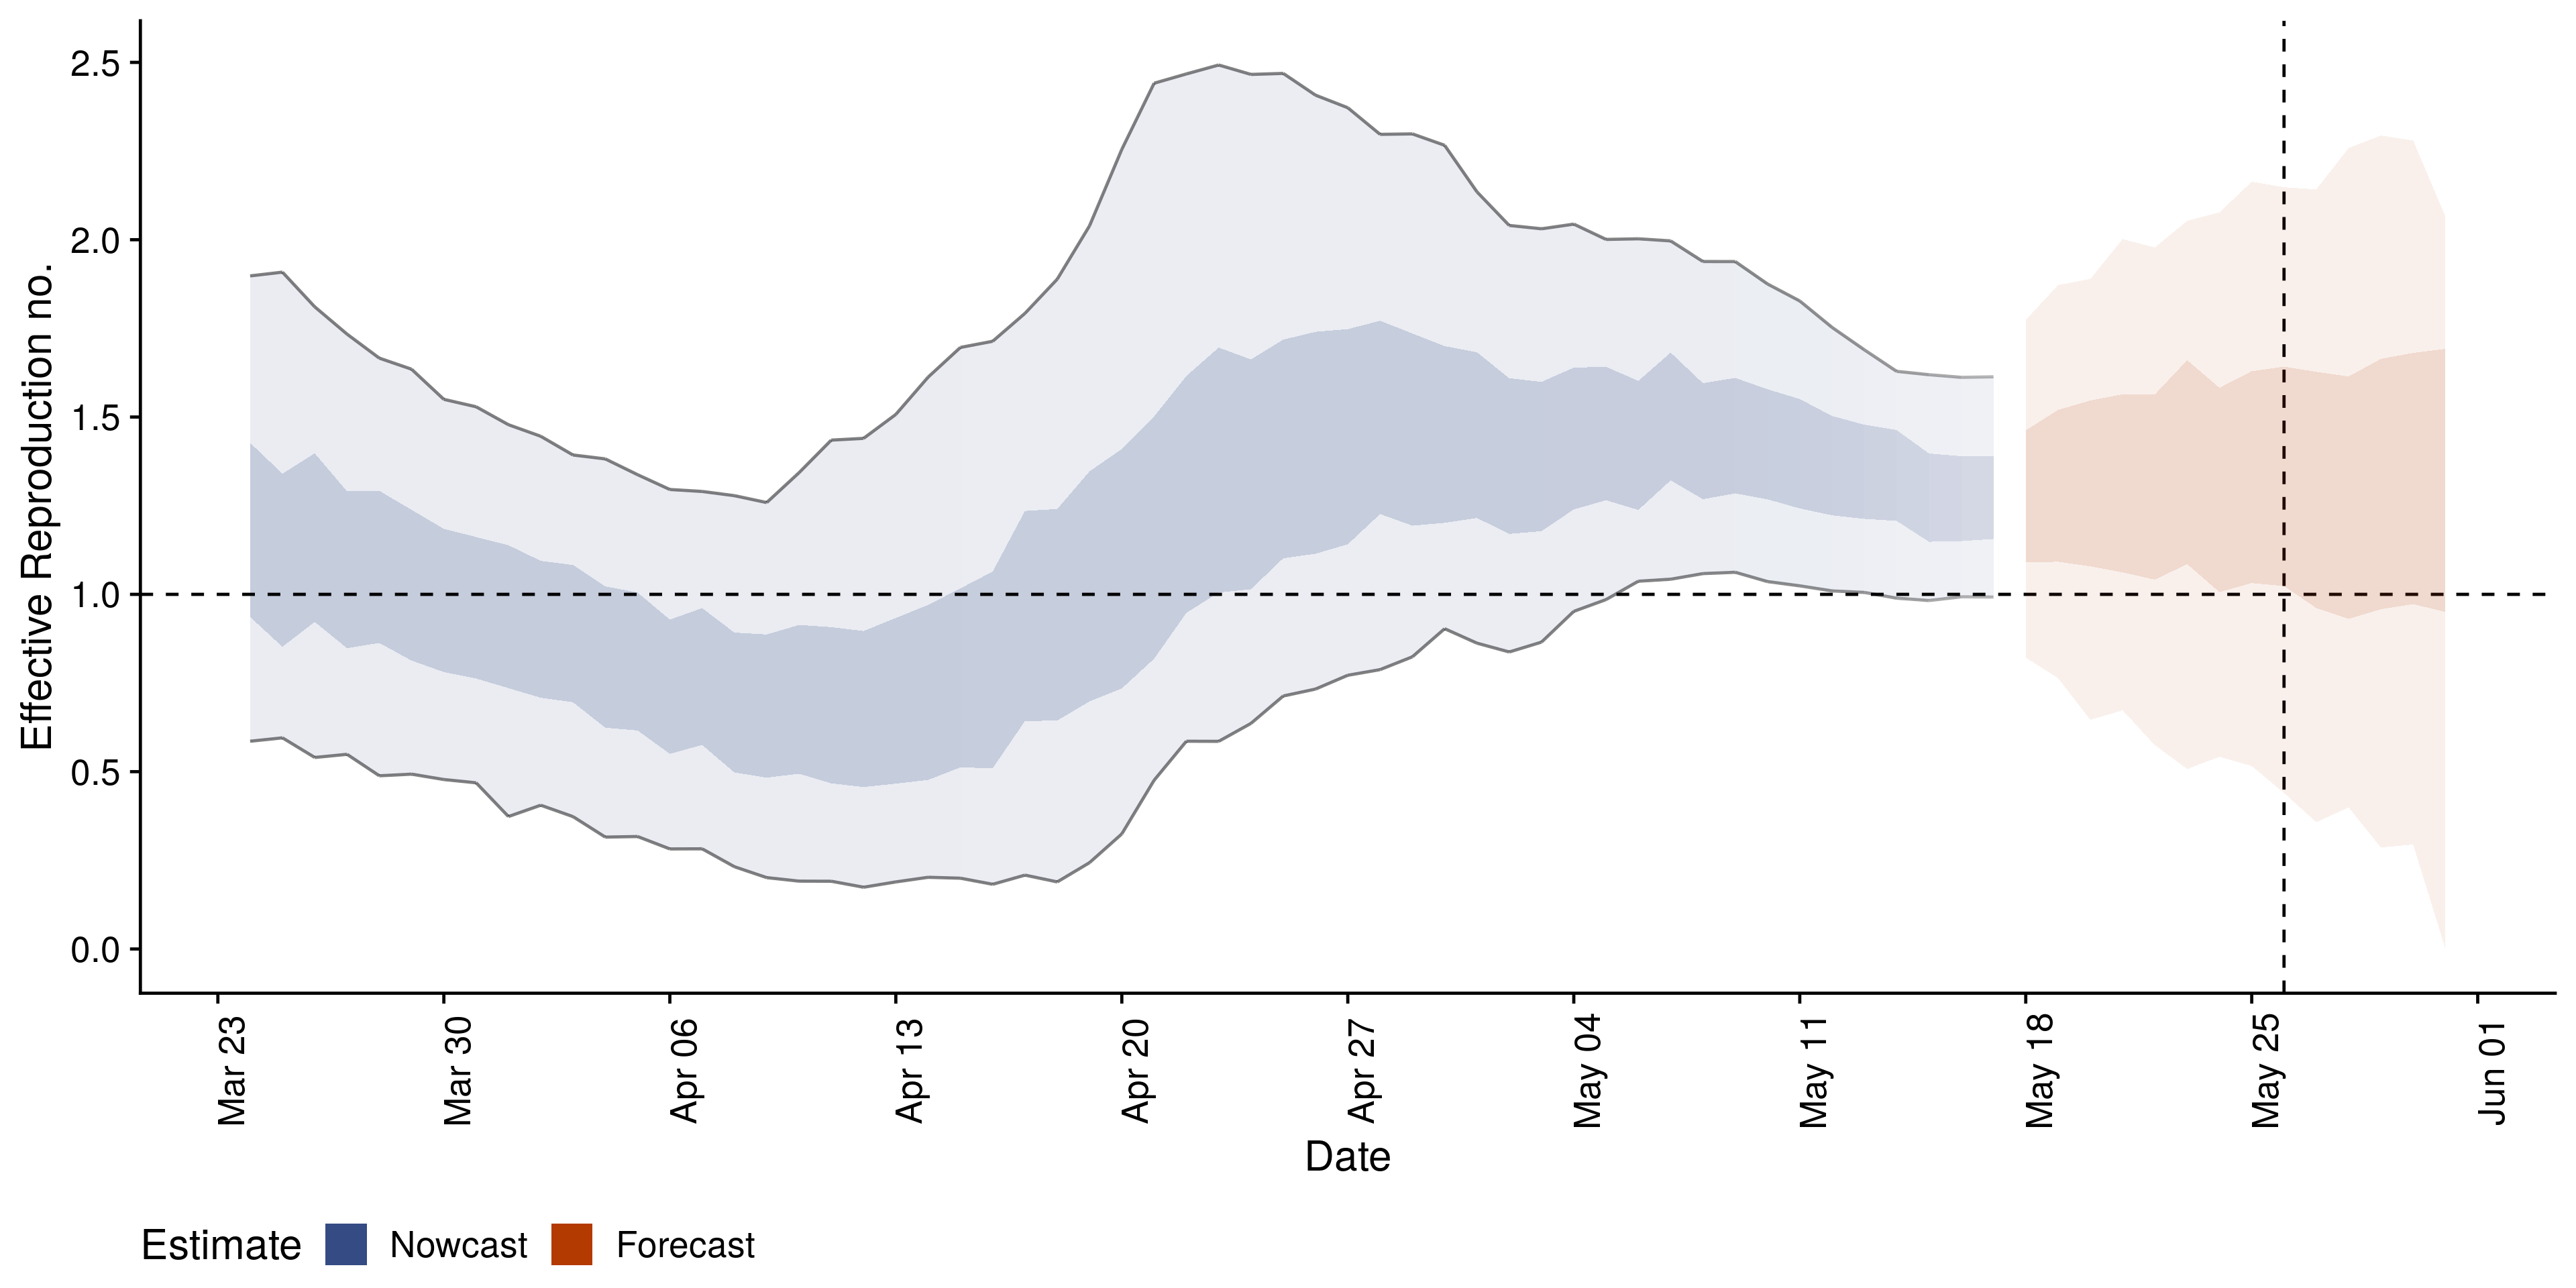 Effective Reproduction no.
2.5
2.0
1.5
1.0
0.5
0.0
Mar 23
Mar 30
Apr 06
Apr 13
Apr 20
Apr 27
May 04
May 11
May 18
May 25
Jun 01
Date
Estimate Nowcast Forecast